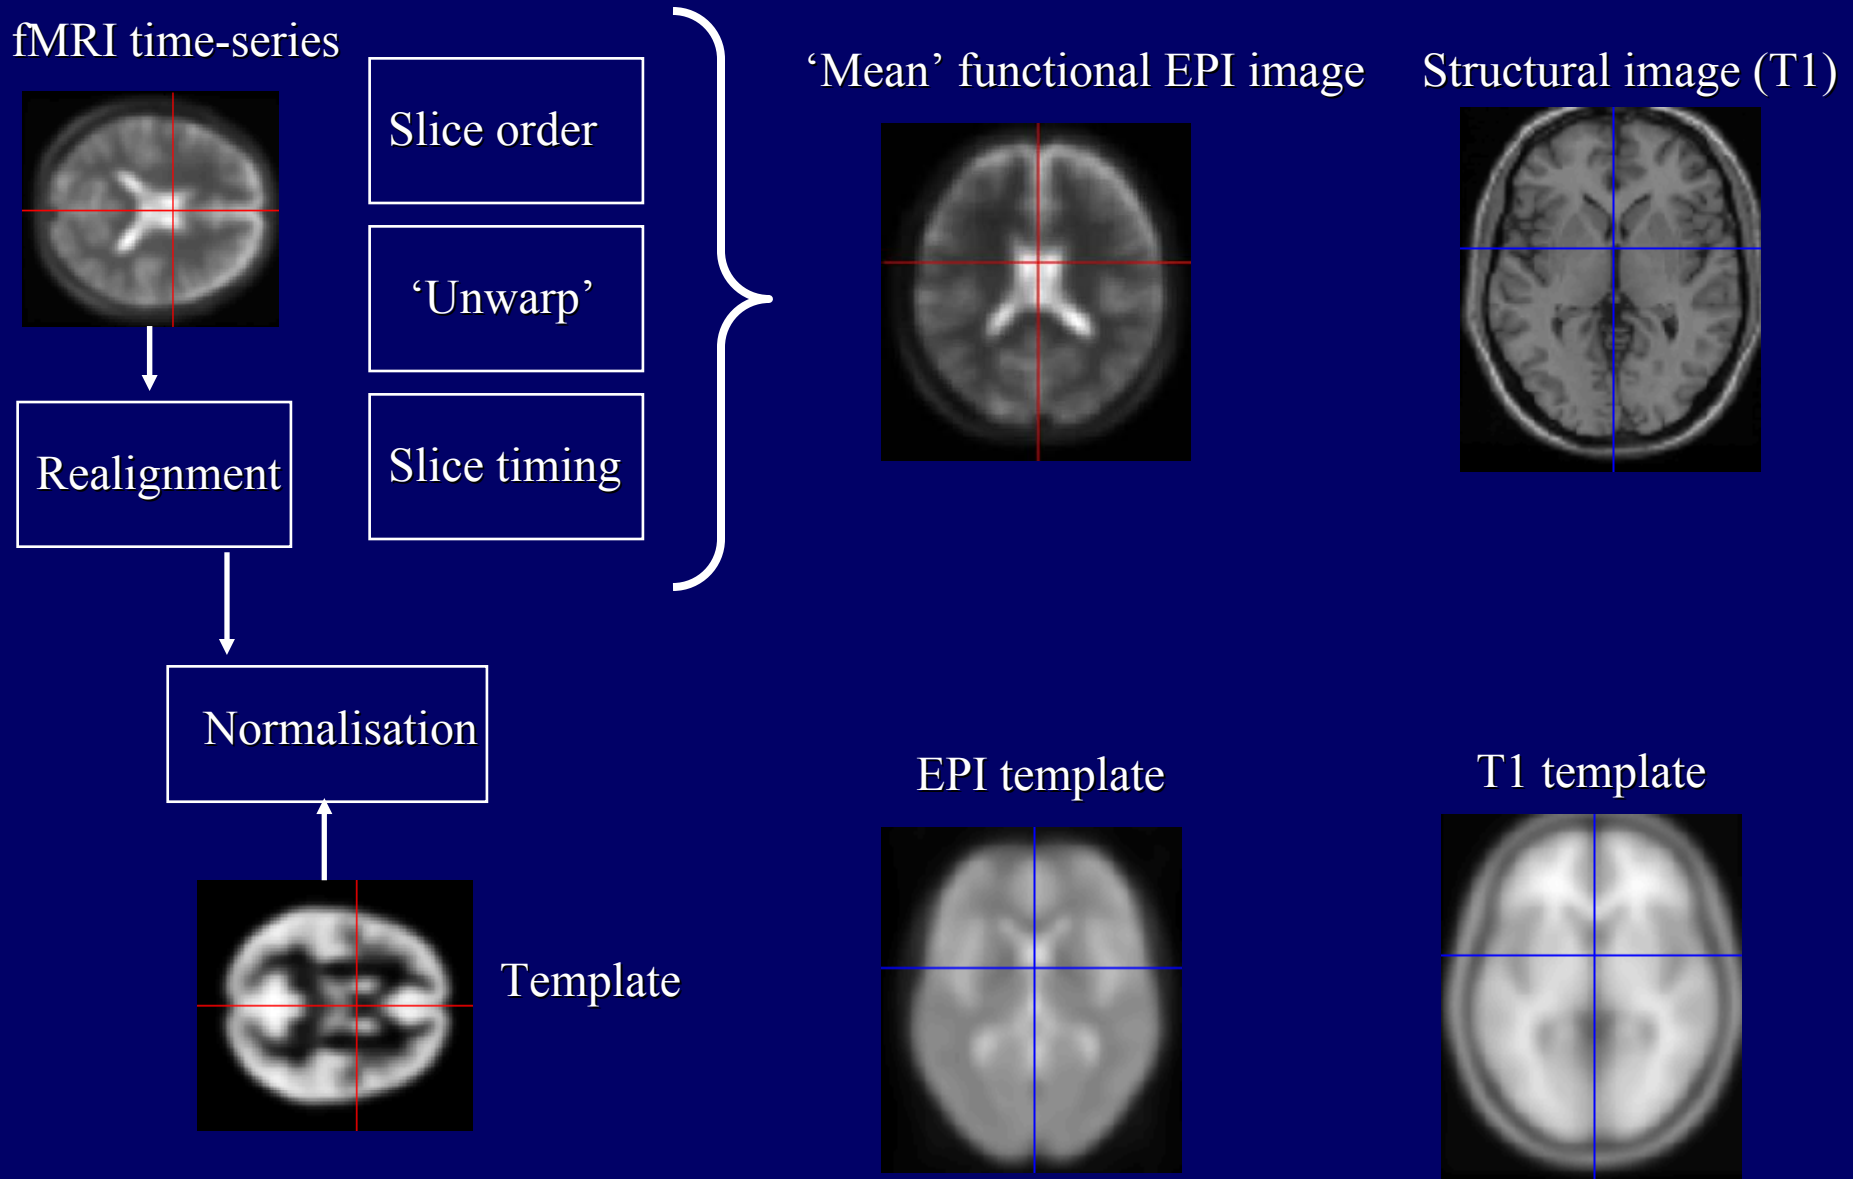 fMRI time-series
Slice order
‘Unwarp’
Slice timing
Realignment
Normalisation
Template
‘Mean’ functional EPI image
Structural image (T1)
EPI template
T1 template